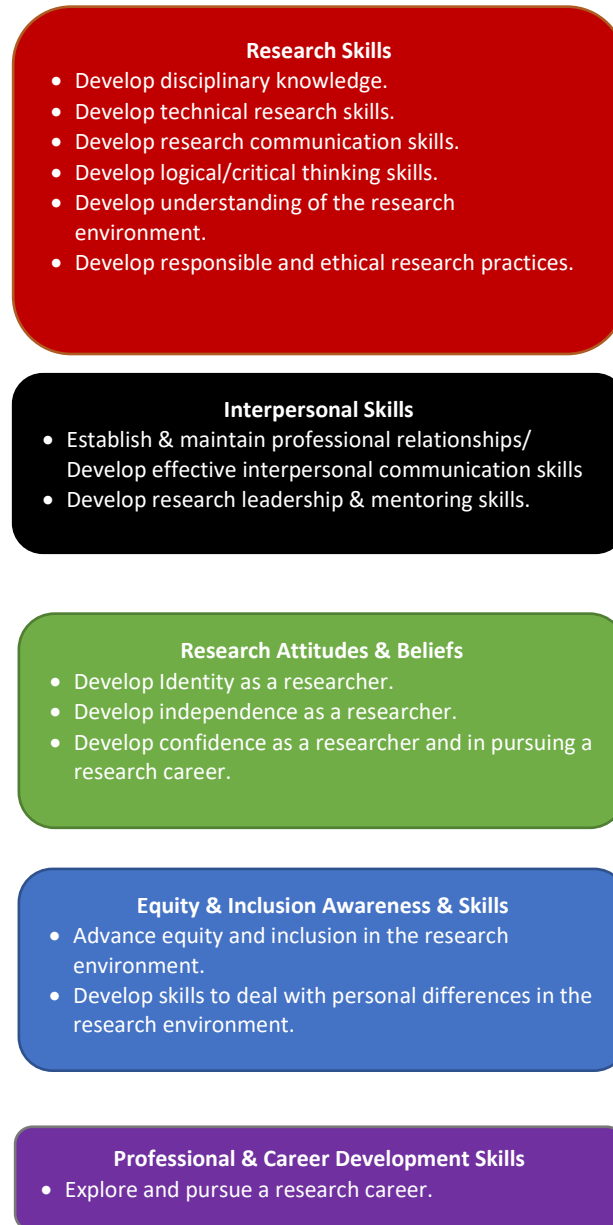 Research Skills
• Develop disciplinary knowledge.
• Develop technical research skills.
• Develop research communication skills.
• Develop logical/critical thinking skills.
• Develop understanding of the research
environment.
• Develop responsible and ethical research practices.
Interpersonal Skills
• Establish & maintain professional relationships/
Develop effective interpersonal communication skills
• Develop research leadership & mentoring skills.
Research Attitudes & Beliefs
• Develop Identity as a researcher.
• Develop independence as a researcher.
• Develop confidence as a researcher and in pursuing a
research career.
Equity & Inclusion Awareness & Skills
• Advance equity and inclusion in the research
environment.
• Develop skills to deal with personal differences in the
research environment.
Professional & Career Development Skills
• Explore and pursue a research career.